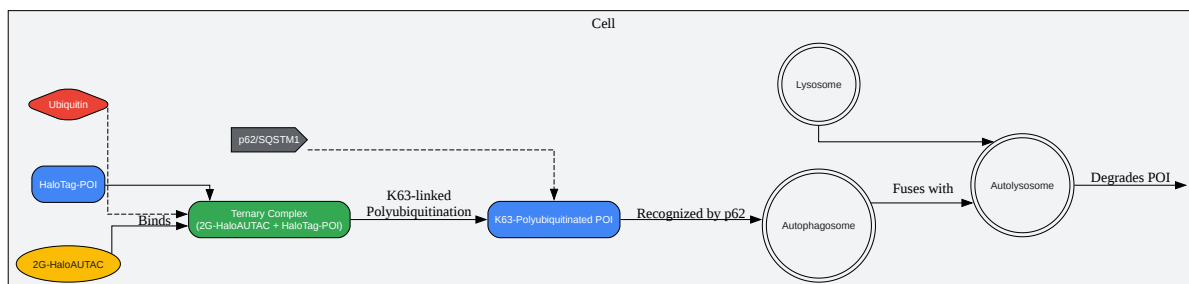 Cell
Lysosome
Ubiquitin
p62/SQSTM1
HaloTag-POI
Autolysosome
Degrades POI
Fuses with
K63-linked
Polyubiquitination
Binds
Ternary Complex
(2G-HaloAUTAC + HaloTag-POI)
K63-Polyubiquitinated POI
Recognized by p62
Autophagosome
2G-HaloAUTAC